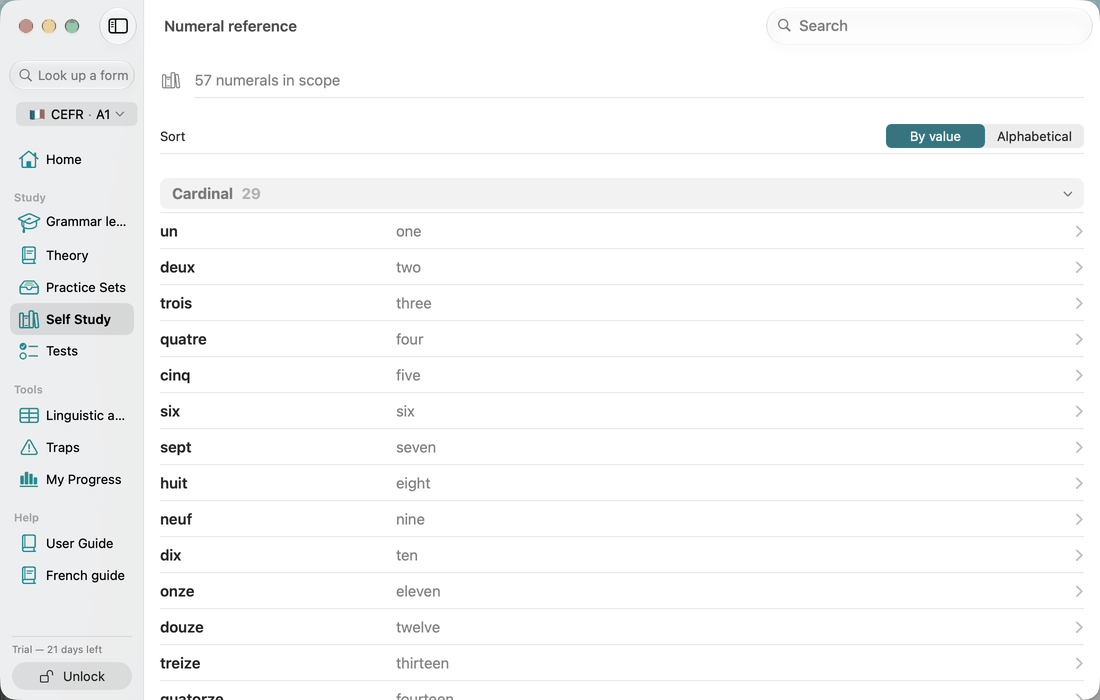 Numeral reference
Search
Look up a form
CEFR · A1
Home
Study
Grammar le...
Theory
Practice Sets
Self Study
Tests
Tools
Linguistic a...
Traps
My Progress
Help
User Guide
French guide
Trial — 21 days left
Unlock
57 numerals in scope
Sort
By value Alphabetical
Cardinal 29
un one
deux two
trois three
quatre four
cinq five
six six
sept seven
huit eight
neuf nine
dix ten
onze eleven
douze twelve
treize thirteen
quatorze fourteen